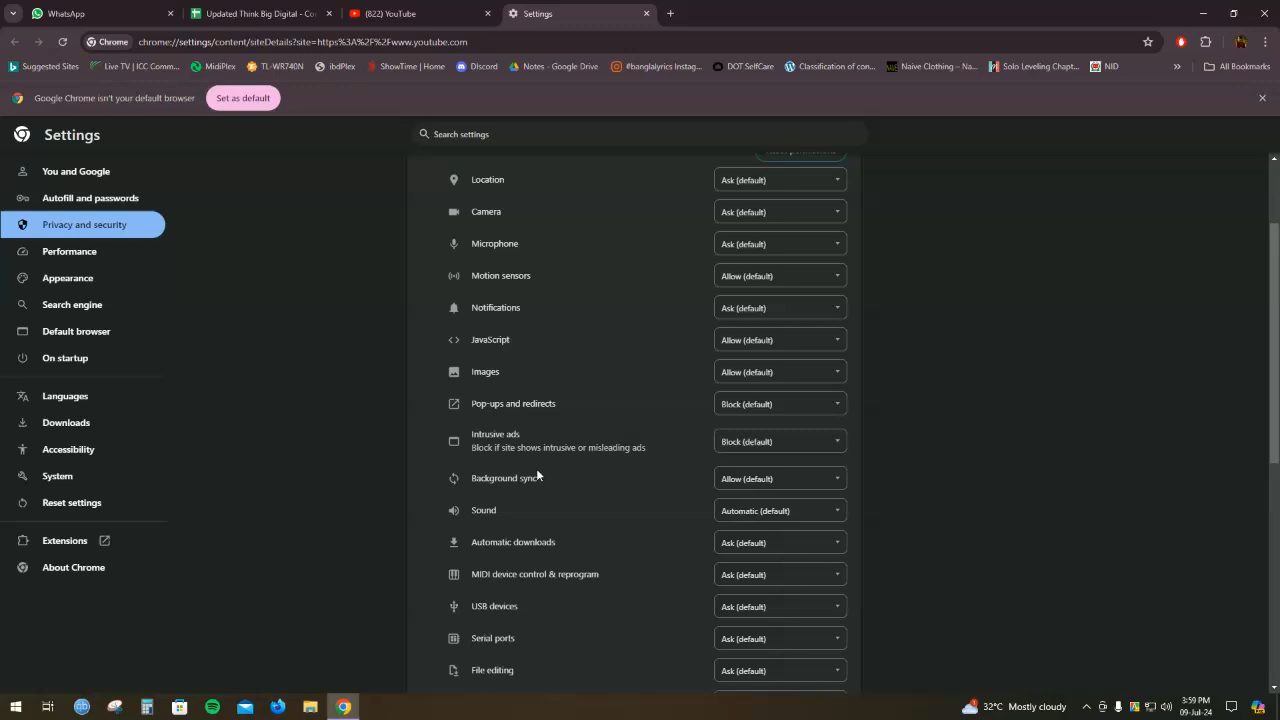 WhatsApp
Updated Think Big Digital - Co
(822) YouTube
Settings
Chrome
chrome://settings/content/siteDetails?site=https%3A%2F%2Fwww.youtube.com
Suggested Sites
Live TV | ICC Comm...
MidiPlex
TL-WR740N
ibdPlex
ShowTime | Home
Discord
Notes - Google Drive
#banglalyrics Instag...
DOT SelfCare
Classification of con...
Naive Clothing – Na...
Solo Leveling Chapt...
NID
All Bookmarks
Google Chrome isn't your default browser
Set as default
Settings
Search settings
You and Google
Autofill and passwords
Privacy and security
Performance
Appearance
Search engine
Default browser
On startup
Languages
Downloads
Accessibility
System
Reset settings
Extensions
About Chrome
Location
Ask (default)
Camera
Ask (default)
Microphone
Ask (default)
Motion sensors
Allow (default)
Notifications
Ask (default)
JavaScript
Allow (default)
Images
Allow (default)
Pop-ups and redirects
Block (default)
Intrusive ads
Block if site shows intrusive or misleading ads
Block (default)
Background sync
Allow (default)
Sound
Automatic (default)
Automatic downloads
Ask (default)
MIDI device control & reprogram
Ask (default)
USB devices
Ask (default)
Serial ports
Ask (default)
File editing
Ask (default)
32°C Mostly cloudy
3:59 PM
09-Jul-24